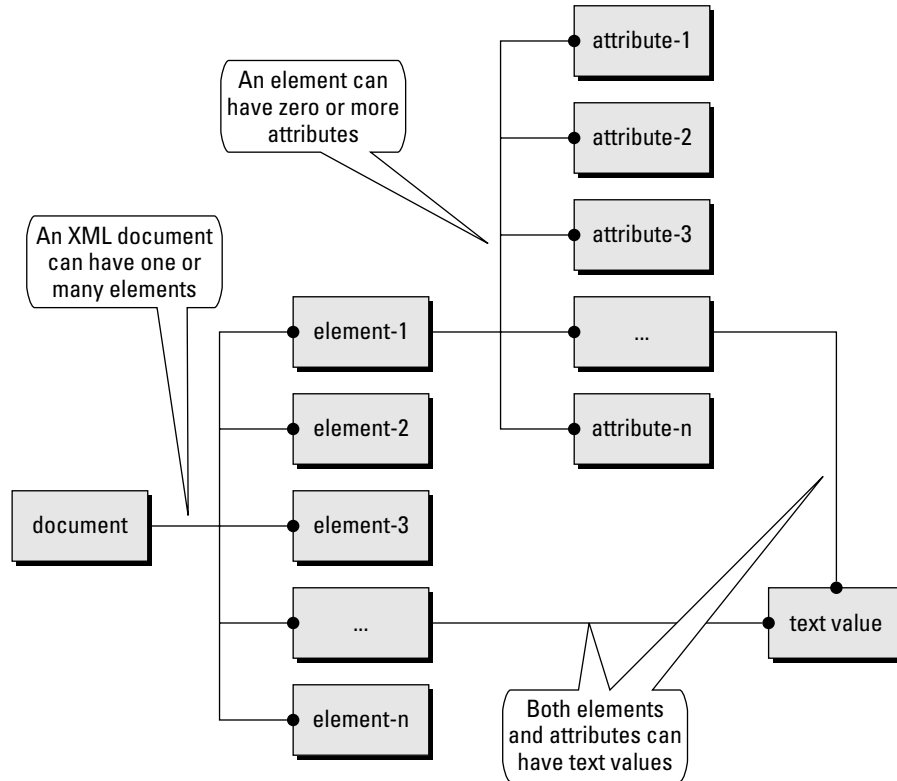 attribute-1
An element can
have zero or more
attributes
attribute-2
attribute-3
An XML document
can have one or
many elements
element-1
...
element-2
attribute-n
document
element-3
...
text value
element-n
Both elements
and attributes can
have text values